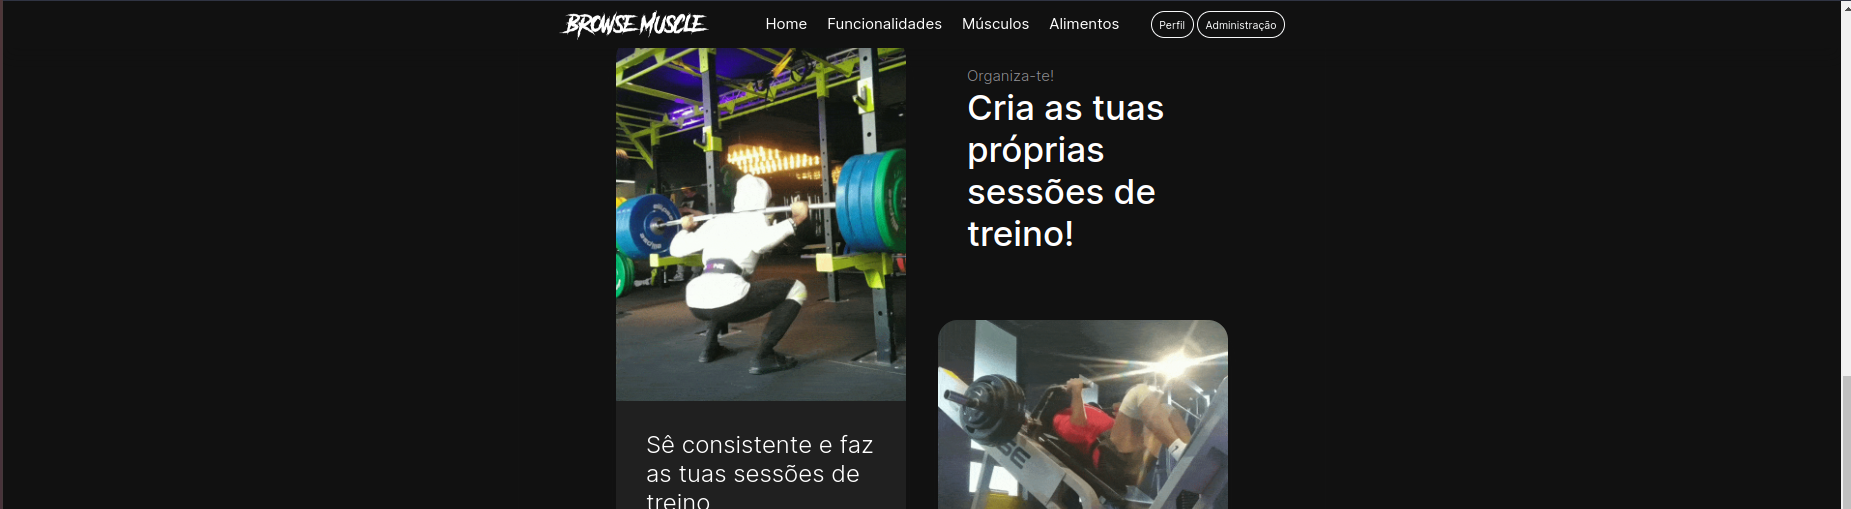 BROWSE MUSCLE Home Funcionalidades Músculos Alimentos Perfil Administração
Organiza-te!
Cria as tuas
próprias
sessões de
treino!
Sê consistente e faz
as tuas sessões de
treino